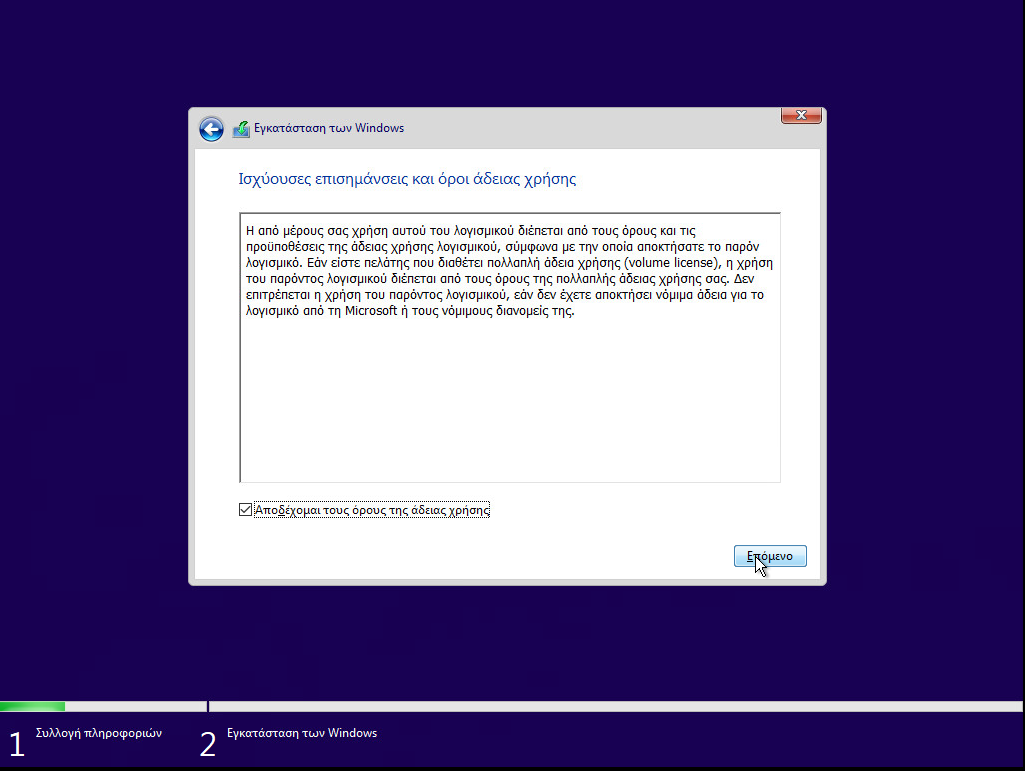 Εγκατάσταση των Windows
Ισχύουσες επισημάνσεις και όροι άδειας χρήσης
Η από μέρους σας χρήση αυτού του λογισμικού διέπεται από τους όρους και τις
προϋποθέσεις της άδειας χρήσης λογισμικού, σύμφωνα με την οποία αποκτήσατε το παρόν
λογισμικό. Εάν είστε πελάτης που διαθέτει πολλαπλή άδεια χρήσης (volume license), η χρήση
του παρόντος λογισμικού διέπεται από τους όρους της πολλαπλής άδειας χρήσης σας. Δεν
επιτρέπεται η χρήση του παρόντος λογισμικού, εάν δεν έχετε αποκτήσει νόμιμα άδεια για το
λογισμικό από τη Microsoft ή τους νόμιμους διανομείς της.
Αποδέχομαι τους όρους της άδειας χρήσης
Επόμενο
1 Συλλογή πληροφοριών
2 Εγκατάσταση των Windows